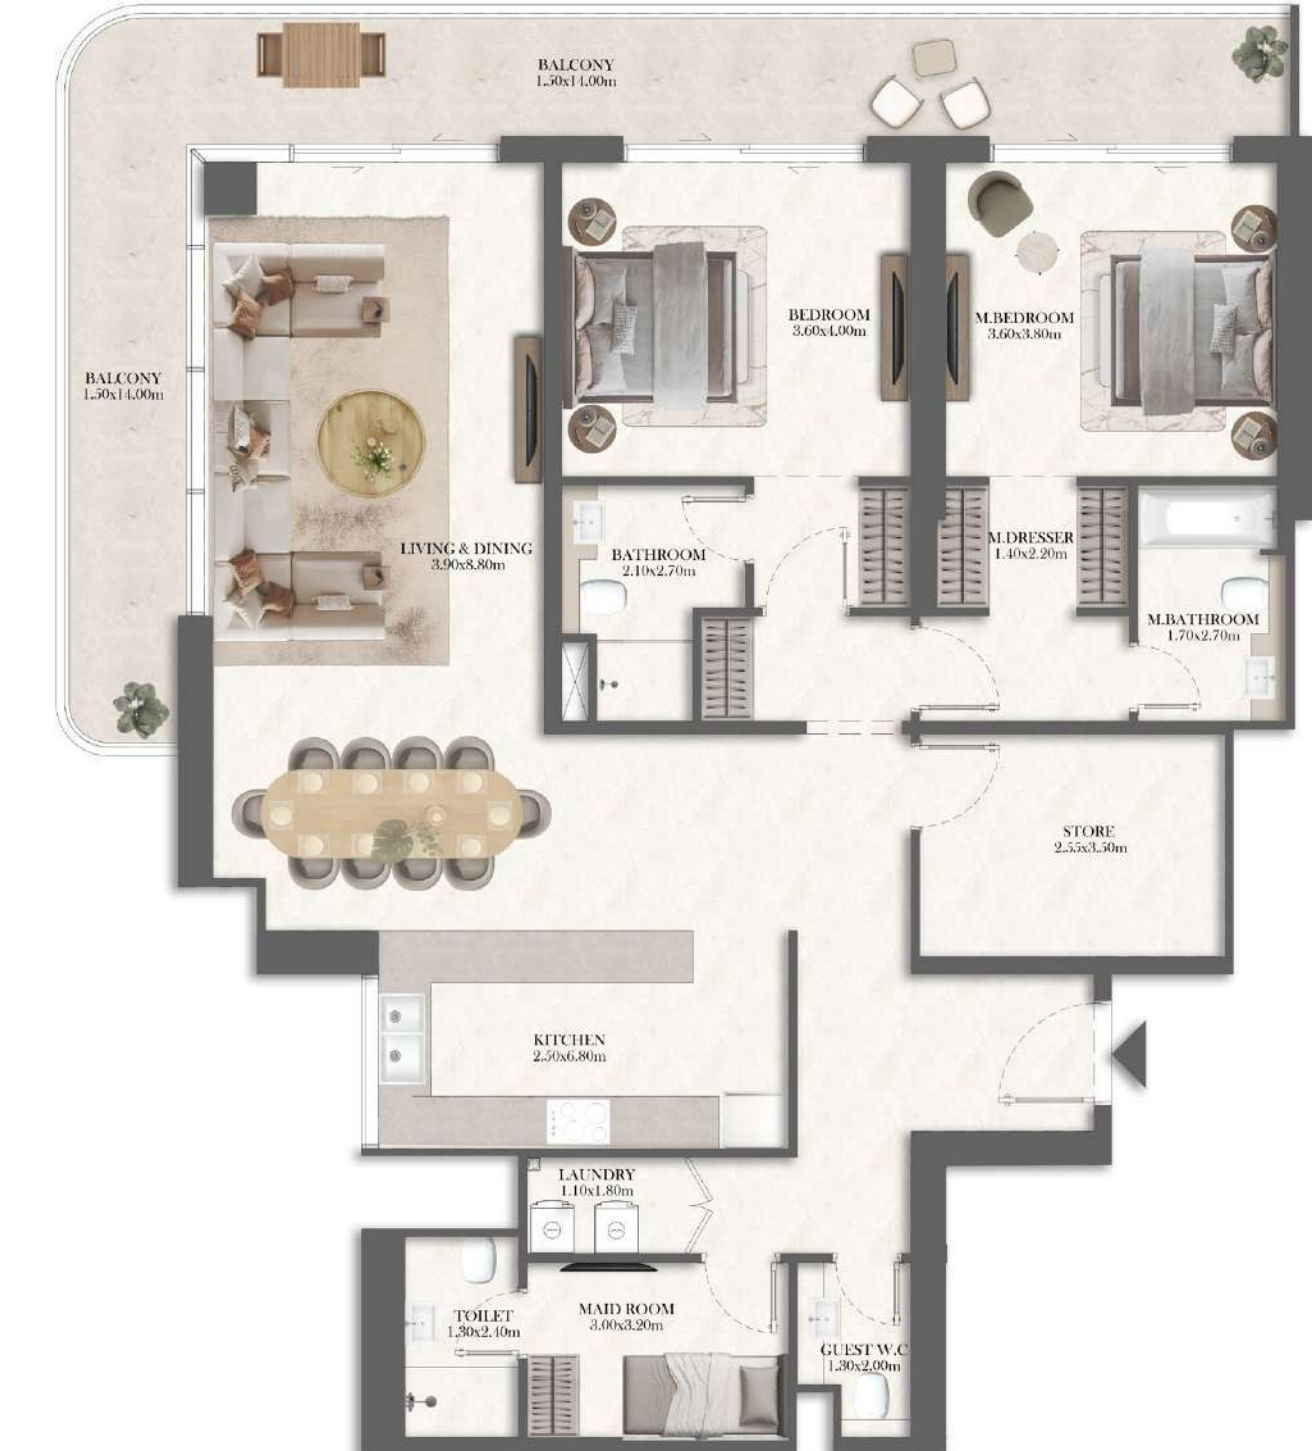 BALCONY
1.50x14.00m
BEDROOM
3.60x4.00m
M.BEDROOM
3.60x3.80m
BALCONY
1.50x14.00m
LIVING & DINING
3.90x8.80m
BATHROOM
2.10x2.70m
M.DRESSER
1.40x2.20m
M.BATHROOM
1.70x2.70m
STORE
2.55x3.50m
KITCHEN
2.50x6.80m
LAUNDRY
1.10x1.80m
TOILET
1.30x2.40m
MAID ROOM
3.00x3.20m
GUEST W.C
1.30x2.00m